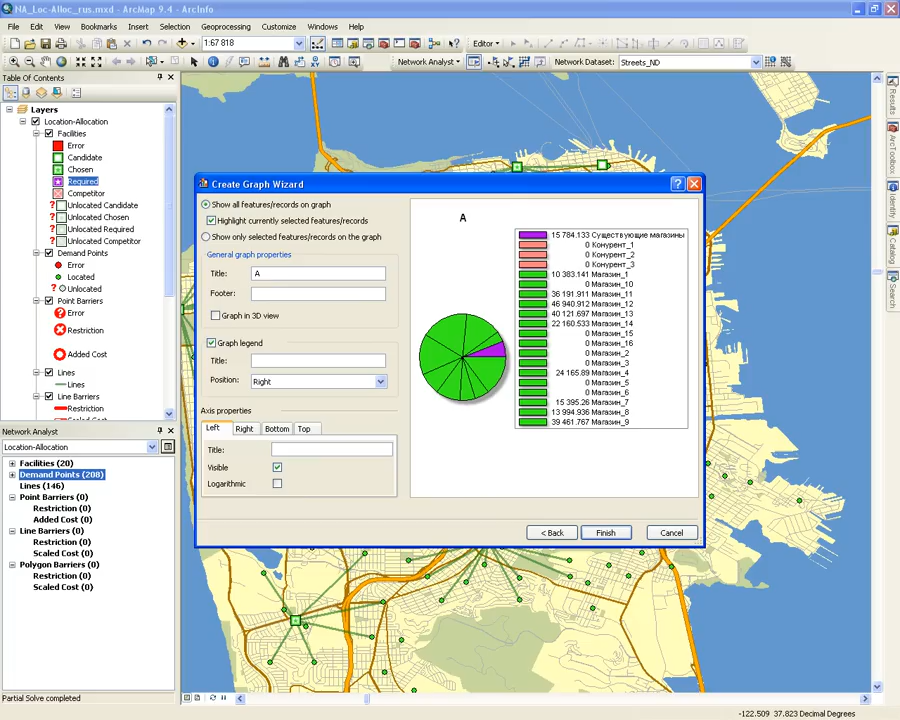 NA_Loc-Alloc_rus.mxd - ArcMap 9.4 - ArcInfo
File Edit View Bookmarks Insert Selection Geoprocessing Customize Windows Help
1:67 818
Editor
Network Analyst
Network Dataset: Streets_ND
Table Of Contents
Layers
Location-Allocation
Facilities
Error
Candidate
Chosen
Required
Competitor
Unlocated Candidate
Unlocated Chosen
Unlocated Required
Unlocated Competitor
Demand Points
Error
Located
Unlocated
Point Barriers
Error
Restriction
Added Cost
Lines
Lines
Line Barriers
Restriction
Scaled Cost
Network Analyst
Location-Allocation
Facilities (20)
Demand Points (208)
Lines (146)
Point Barriers (0)
Restriction (0)
Added Cost (0)
Line Barriers (0)
Restriction (0)
Scaled Cost (0)
Polygon Barriers (0)
Restriction (0)
Scaled Cost (0)
Create Graph Wizard
Show all features/records on graph
Highlight currently selected features/records
Show only selected features/records on the graph
General graph properties
Title: A
Footer:
Graph in 3D view
Graph legend
Title:
Position: Right
Axis properties
Left Right Bottom Top
Title:
Visible
Logarithmic
A
15 784.133 Существующие магазины
0 Конурент_1
0 Конурент_2
0 Конурент_3
10 383.141 Магазин_1
0 Магазин_10
36 191.911 Магазин_11
46 940.912 Магазин_12
40 121.697 Магазин_13
22 160.533 Магазин_14
0 Магазин_15
0 Магазин_16
0 Магазин_2
0 Магазин_3
24 165.89 Магазин_4
0 Магазин_5
0 Магазин_6
15 395.26 Магазин_7
13 994.936 Магазин_8
39 461.767 Магазин_9
< Back Finish Cancel
Results
ArcToolbox
Identify
Catalog
Search
Partial Solve completed
-122.509 37.823 Decimal Degrees